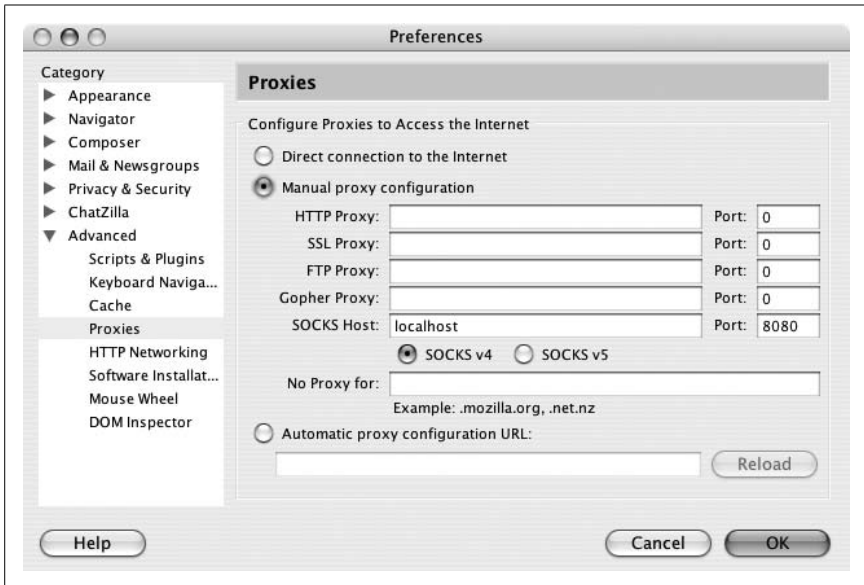 Preferences
Category
Appearance
Navigator
Composer
Mail & Newsgroups
Privacy & Security
ChatZilla
Advanced
Scripts & Plugins
Keyboard Naviga...
Cache
Proxies
HTTP Networking
Software Installat...
Mouse Wheel
DOM Inspector
Proxies
Configure Proxies to Access the Internet
Direct connection to the Internet
Manual proxy configuration
HTTP Proxy: Port: 0
SSL Proxy: Port: 0
FTP Proxy: Port: 0
Gopher Proxy: Port: 0
SOCKS Host: localhost Port: 8080
SOCKS v4 SOCKS v5
No Proxy for:
Example: .mozilla.org, .net.nz
Automatic proxy configuration URL:
Reload
Help Cancel OK